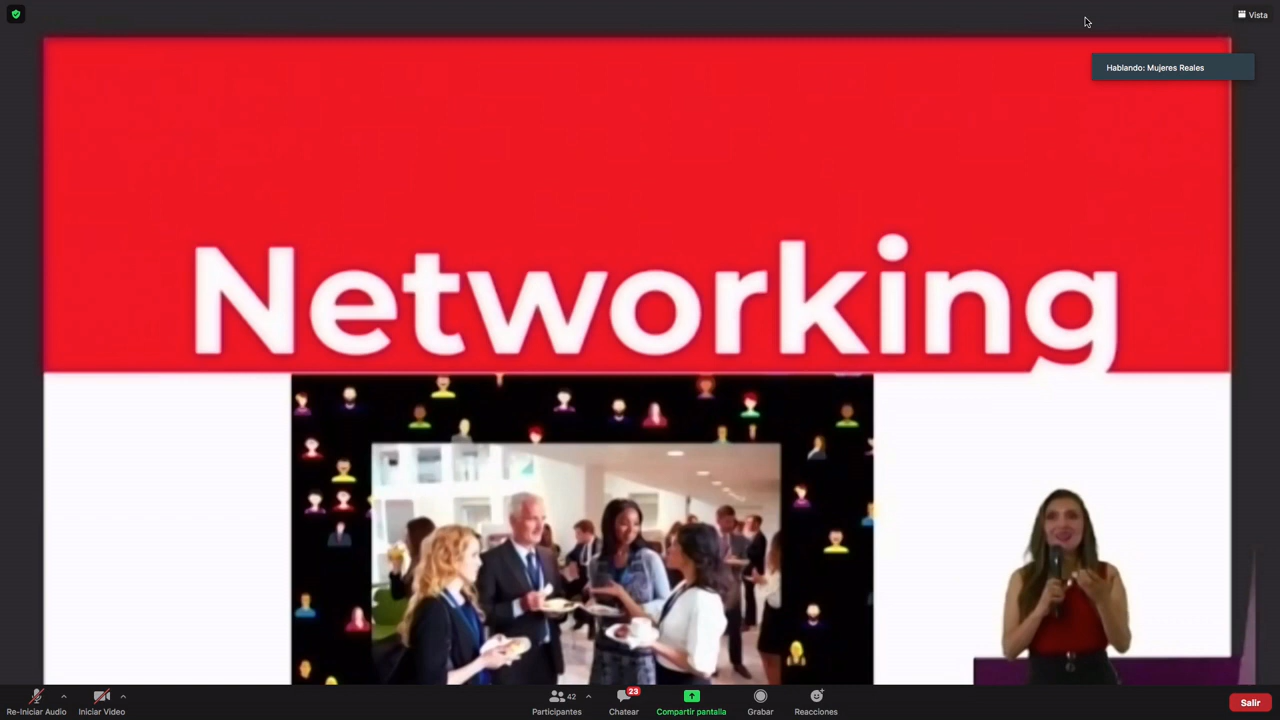 Vista
Hablando: Mujeres Reales
Networking
42
23
Re-Iniciar Audio
Iniciar Video
Participantes
Chatear
Compartir pantalla
Grabar
Reacciones
Salir